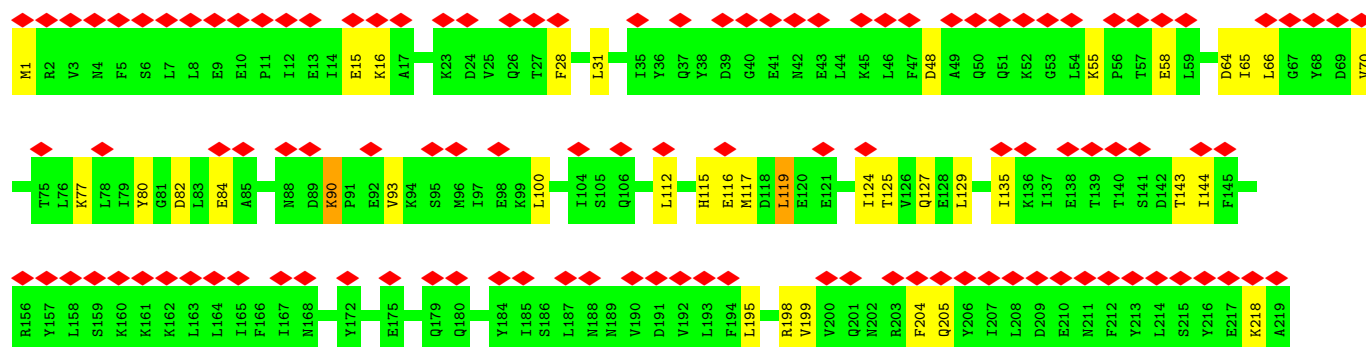 M1 R2 V3 N4 F5 S6 L7 L8 E9 E10 P11 I12 E13 I14 E15 K16 A17 K23 D24 V25 Q26 T27 F28 L31 I35 Y36 Q37 Y38 D39 G40 E41 N42 E43 L44 K45 L46 F47 D48 A49 Q50 Q51 K52 G53 L54 K55 P56 T57 E58 L59 D64 I65 L66 G67 Y68 D69 V70
T75 L76 K77 L78 I79 Y80 G81 D82 L83 E84 A85 N88 D89 K90 P91 E92 V93 K94 S95 M96 I97 E98 K99 L100 I104 S105 Q106 L112 H115 E116 M117 D118 L119 E120 E121 I124 T125 V126 Q127 E128 L129 I135 K136 I137 E138 T139 T140 S141 D142 T143 I144 F145
R156 Y157 L158 S159 K160 K161 K162 L163 L164 I165 F166 I167 N168 Y172 E175 Q179 Q180 Y184 I185 S186 L187 N188 N189 V190 D191 V192 L193 F194 L195 R198 V199 V200 Q201 N202 R203 F204 Q205 Y206 I207 L208 D209 E210 N211 F212 Y213 L214 S215 Y216 E217 K218 A219